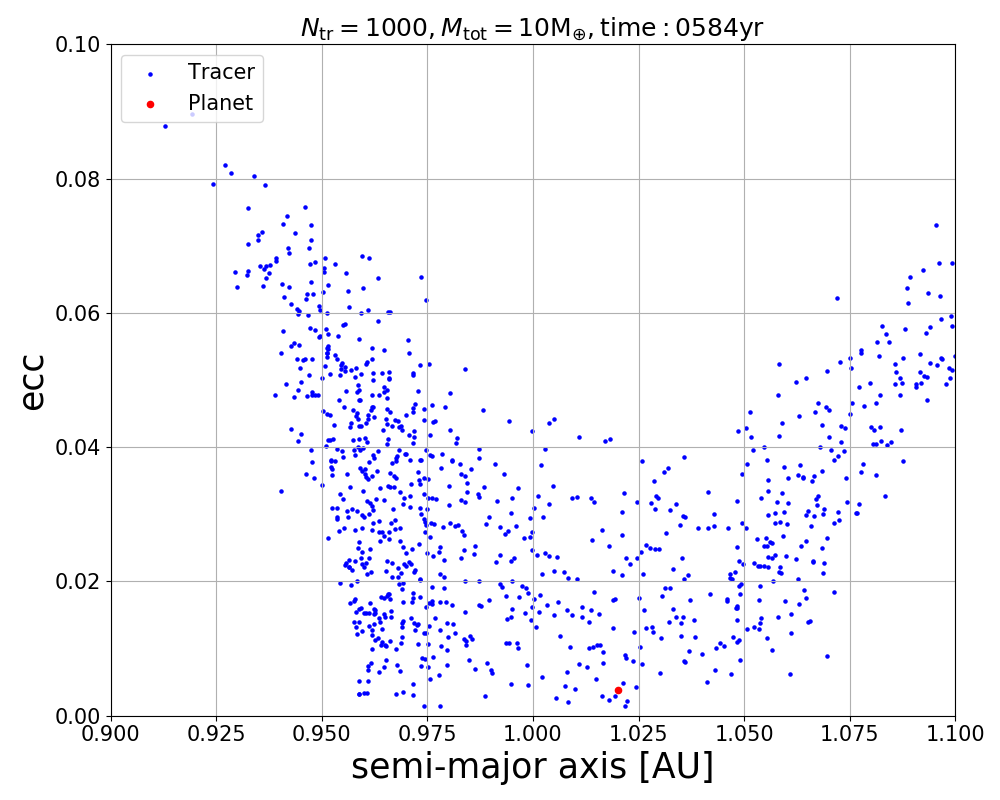 N_tr = 1000, M_tot = 10M_⊕, time : 0584yr
Tracer
Planet
ecc
0.10
0.08
0.06
0.04
0.02
0.00
0.900 0.925 0.950 0.975 1.000 1.025 1.050 1.075 1.100
semi-major axis [AU]